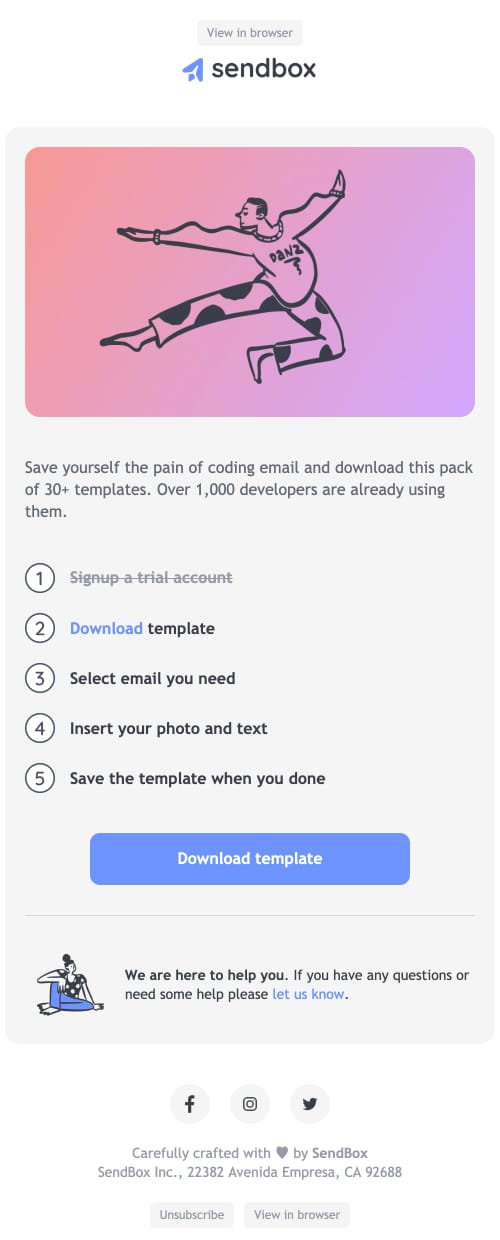 View in browser
sendbox
DANZ
Save yourself the pain of coding email and download this pack
of 30+ templates. Over 1,000 developers are already using
them.
1 Signup a trial account
2 Download template
3 Select email you need
4 Insert your photo and text
5 Save the template when you done
Download template
We are here to help you. If you have any questions or
need some help please let us know.
Carefully crafted with ♥ by SendBox
SendBox Inc., 22382 Avenida Empresa, CA 92688
Unsubscribe View in browser